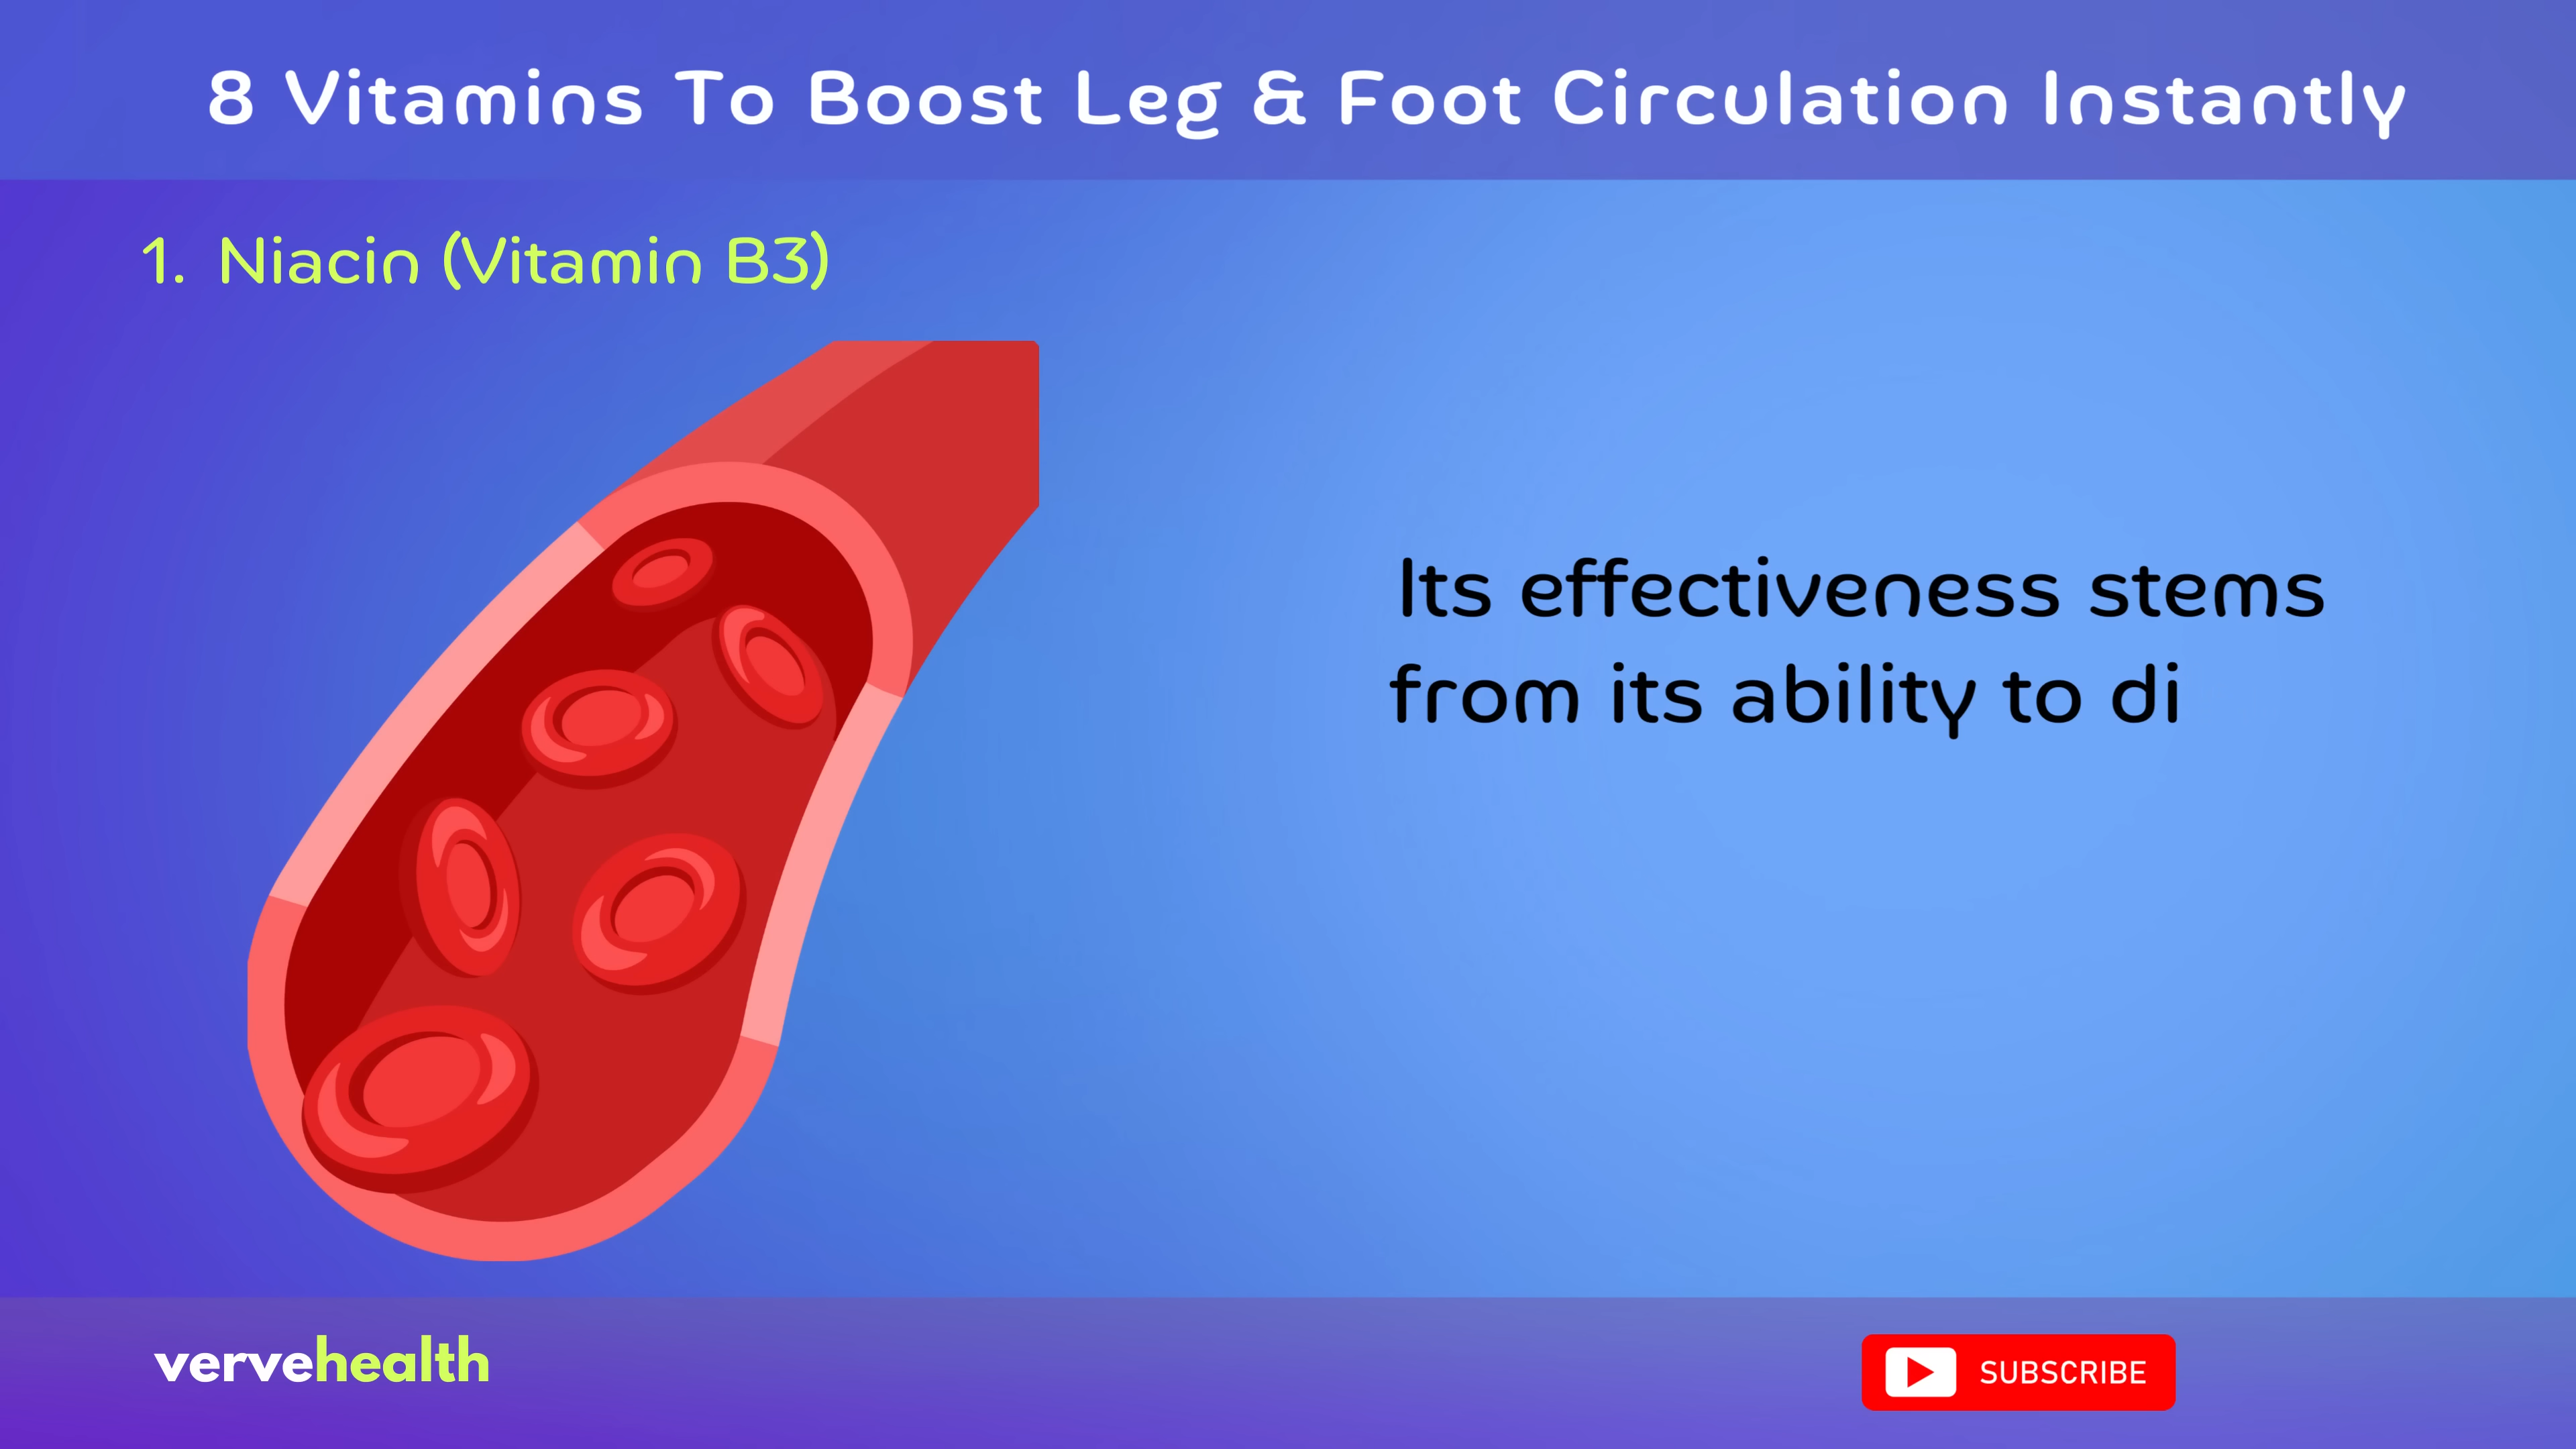 8 Vitamins To Boost Leg & Foot Circulation Instantly
1. Niacin (Vitamin B3)
Its effectiveness stems
from its ability to di
vervehealth
SUBSCRIBE